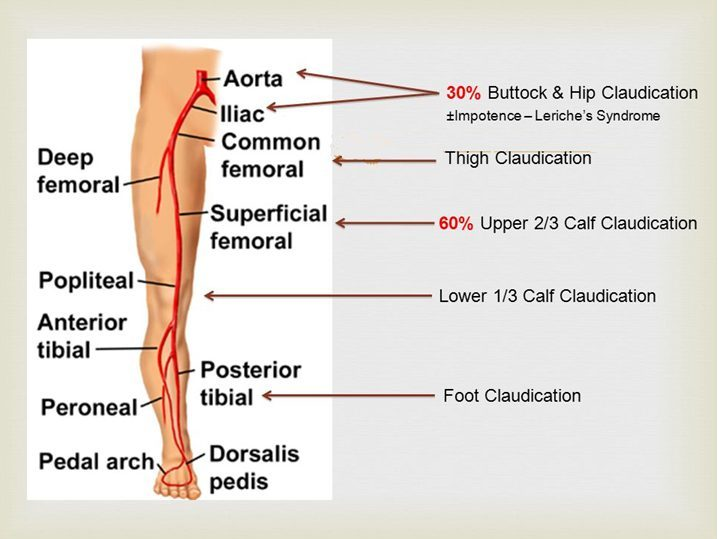 Aorta
Iliac
Common
femoral
Deep
femoral
Superficial
femoral
Popliteal
Anterior
tibial
Posterior
tibial
Peroneal
Pedal arch
Dorsalis
pedis
30% Buttock & Hip Claudication
±Impotence – Leriche's Syndrome
Thigh Claudication
60% Upper 2/3 Calf Claudication
Lower 1/3 Calf Claudication
Foot Claudication